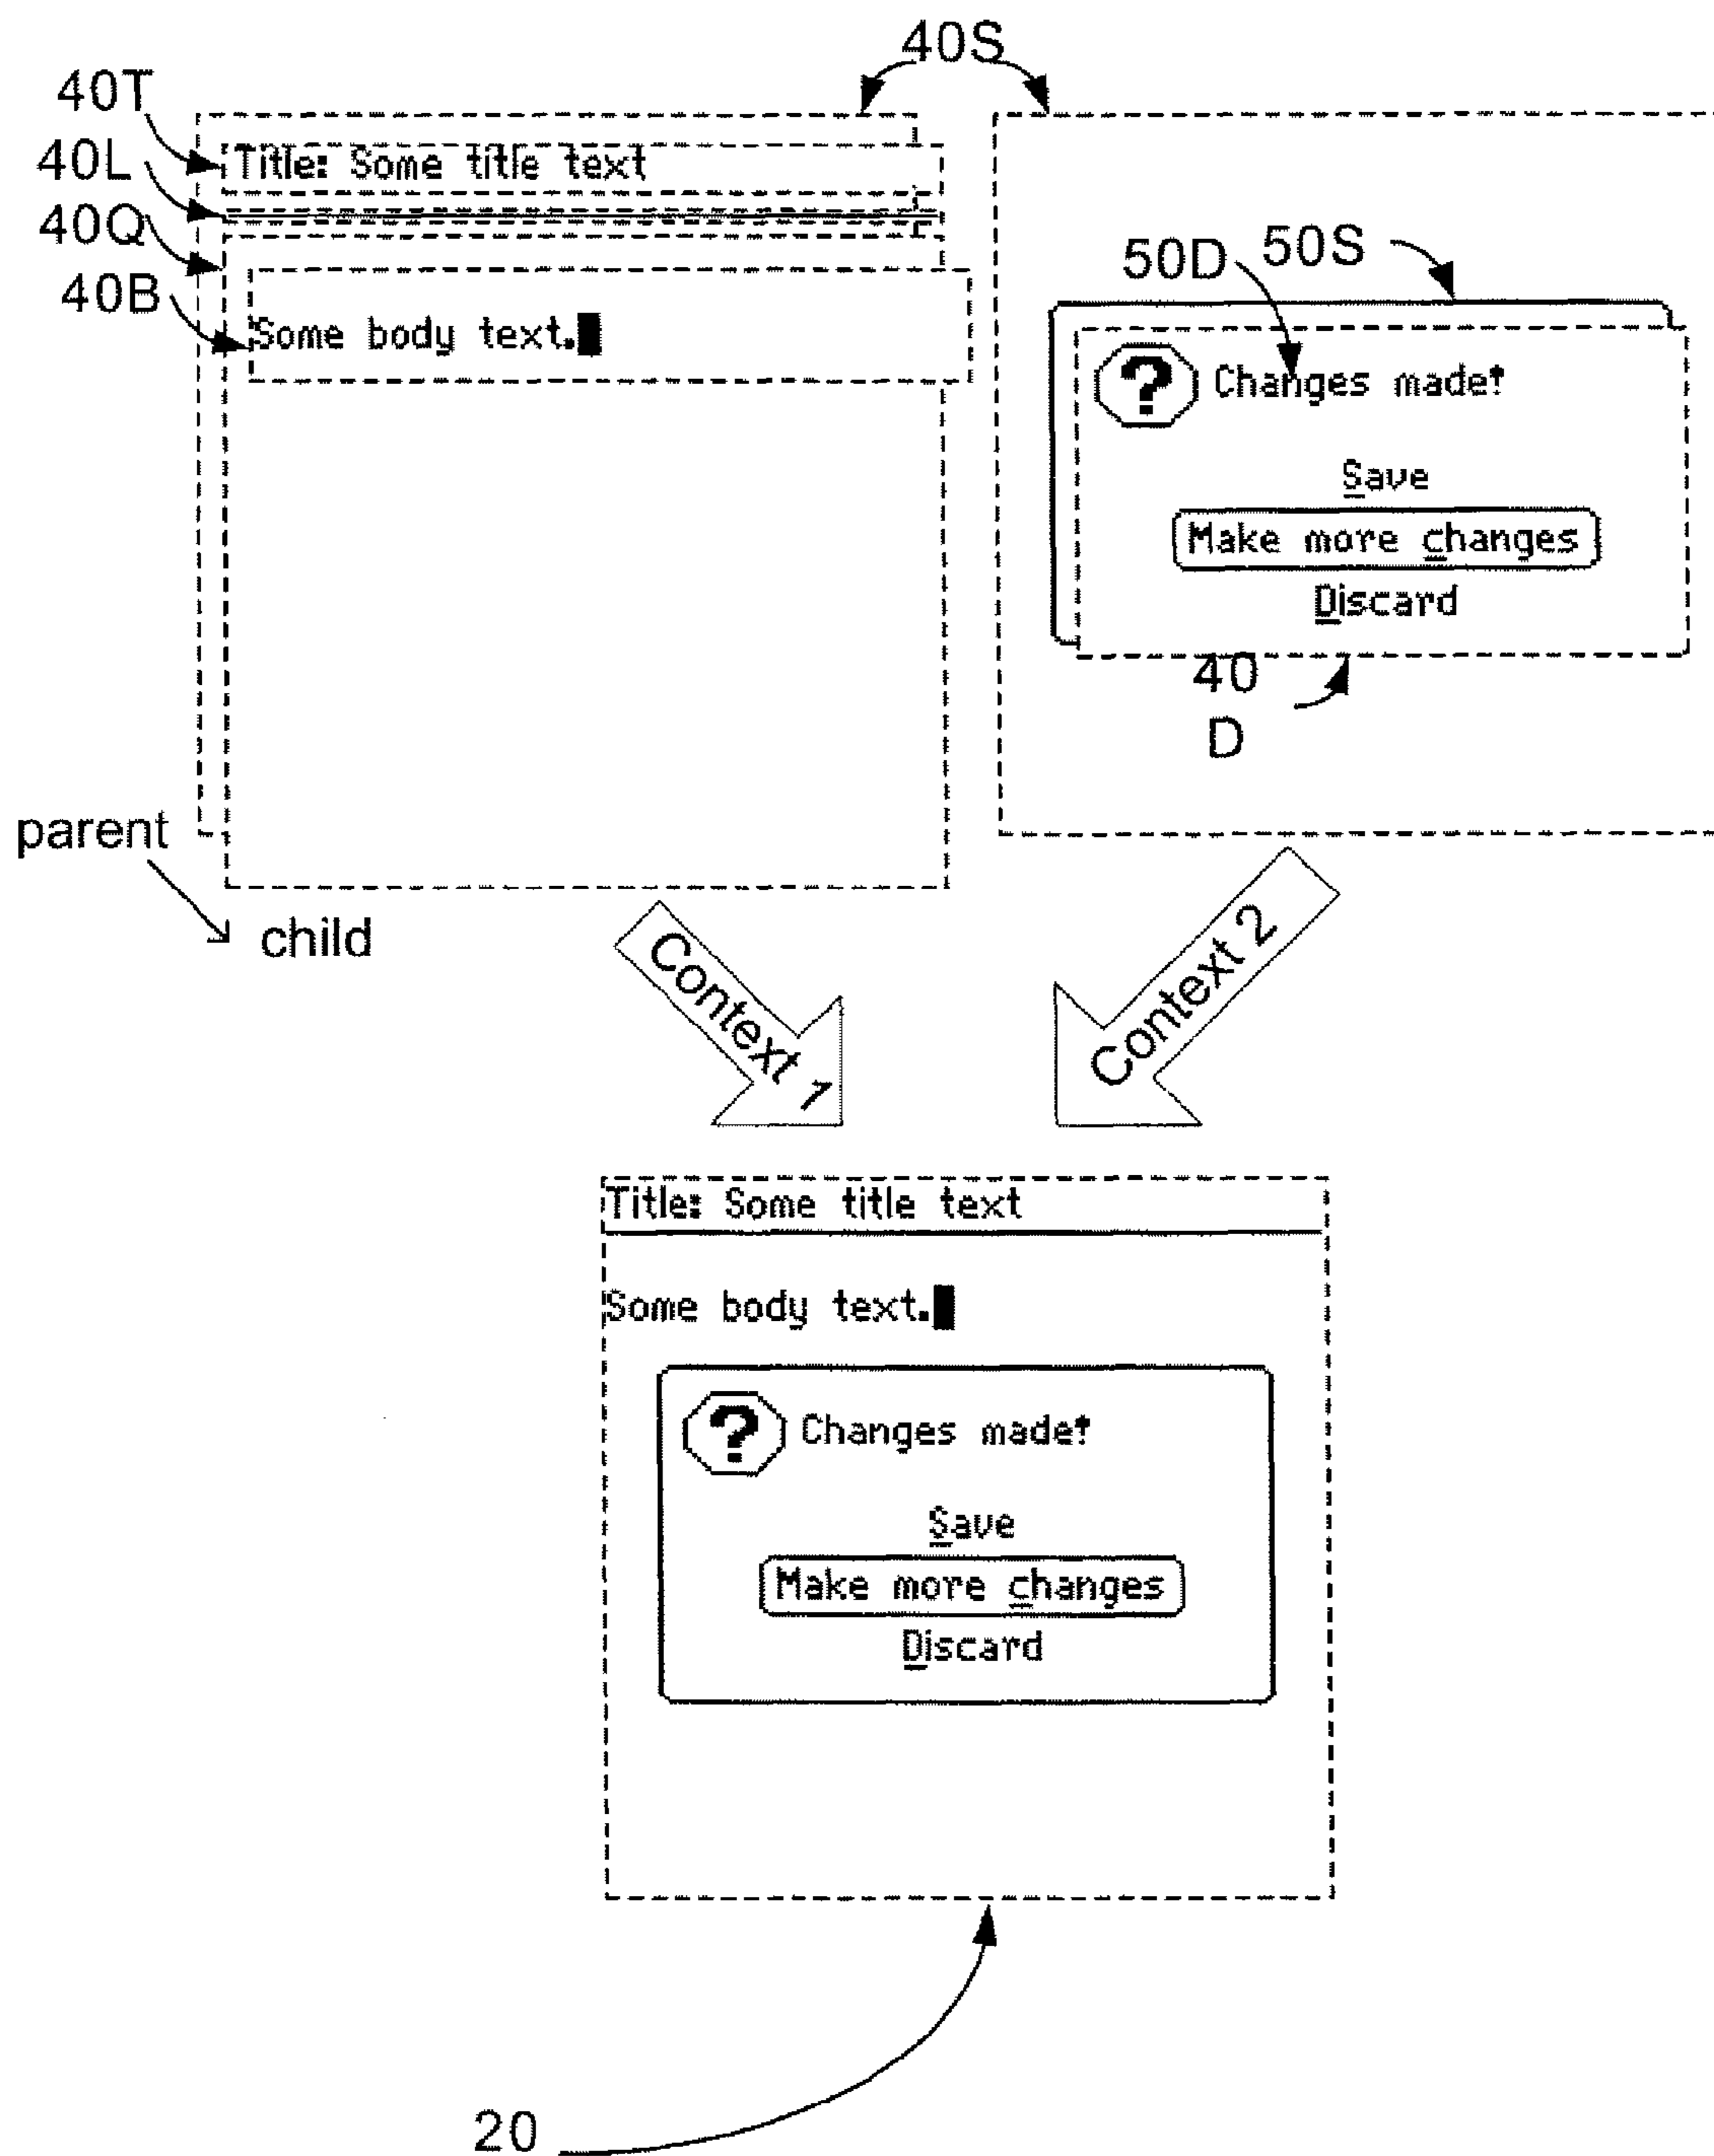 40S
40T
Title: Some title text
40L
40Q
50D 50S
40B
Some body text.
? Changes made!
Save
Make more changes
Discard
40
D
parent
child
Context 1
Context 2
Title: Some title text
Some body text.
? Changes made!
Save
Make more changes
Discard
20